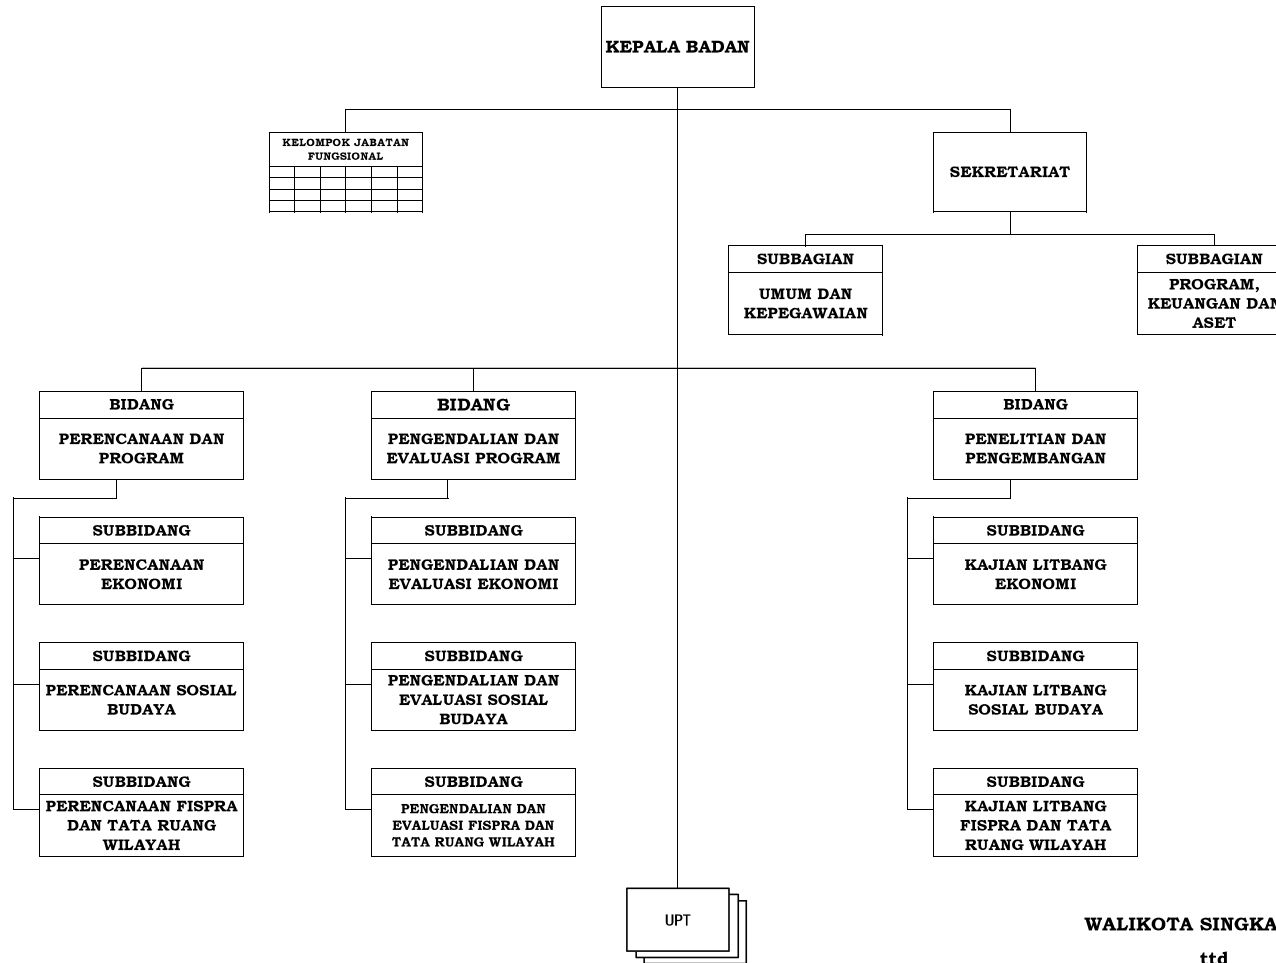 KEPALA BADAN
KELOMPOK JABATAN
FUNGSIONAL
SEKRETARIAT
SUBBAGIAN
UMUM DAN
KEPEGAWAIAN
SUBBAGIAN
PROGRAM,
KEUANGAN DAN
ASET
BIDANG
PERENCANAAN DAN
PROGRAM
BIDANG
PENGENDALIAN DAN
EVALUASI PROGRAM
BIDANG
PENELITIAN DAN
PENGEMBANGAN
SUBBIDANG
PERENCANAAN
EKONOMI
SUBBIDANG
PENGENDALIAN DAN
EVALUASI EKONOMI
SUBBIDANG
KAJIAN LITBANG
EKONOMI
SUBBIDANG
PERENCANAAN SOSIAL
BUDAYA
SUBBIDANG
PENGENDALIAN DAN
EVALUASI SOSIAL
BUDAYA
SUBBIDANG
KAJIAN LITBANG
SOSIAL BUDAYA
SUBBIDANG
PERENCANAAN FISPRA
DAN TATA RUANG
WILAYAH
SUBBIDANG
PENGENDALIAN DAN
EVALUASI FISPRA DAN
TATA RUANG WILAYAH
SUBBIDANG
KAJIAN LITBANG
FISPRA DAN TATA
RUANG WILAYAH
UPT
WALIKOTA SINGKA
ttd